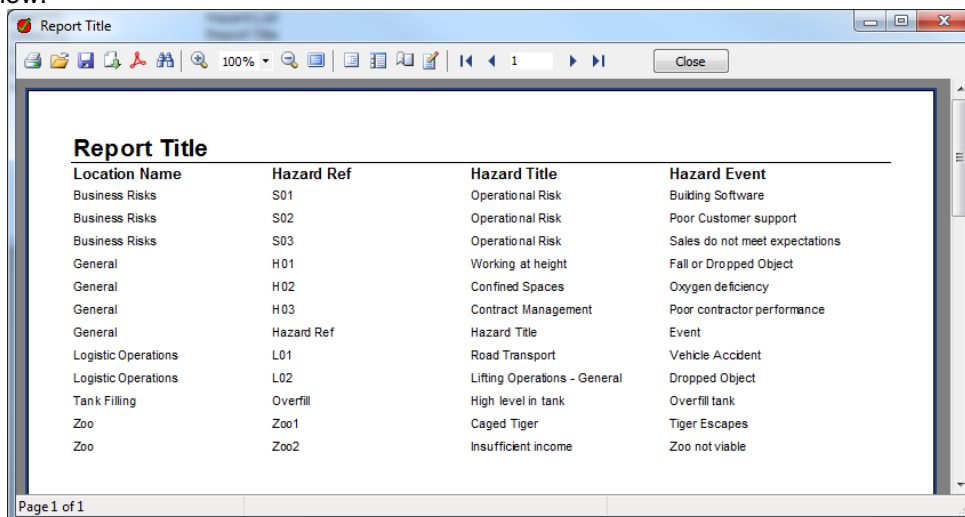 Report Title
100% 1 Close
Report Title
Location Name Hazard Ref Hazard Title Hazard Event
Business Risks S01 Operational Risk Building Software
Business Risks S02 Operational Risk Poor Customer support
Business Risks S03 Operational Risk Sales do not meet expectations
General H01 Working at height Fall or Dropped Object
General H02 Confined Spaces Oxygen deficiency
General H03 Contract Management Poor contractor performance
General Hazard Ref Hazard Title Event
Logistic Operations L01 Road Transport Vehicle Accident
Logistic Operations L02 Lifting Operations - General Dropped Object
Tank Filling Overfill High level in tank Overfill tank
Zoo Zoo1 Caged Tiger Tiger Escapes
Zoo Zoo2 Insufficient income Zoo not viable
Page 1 of 1